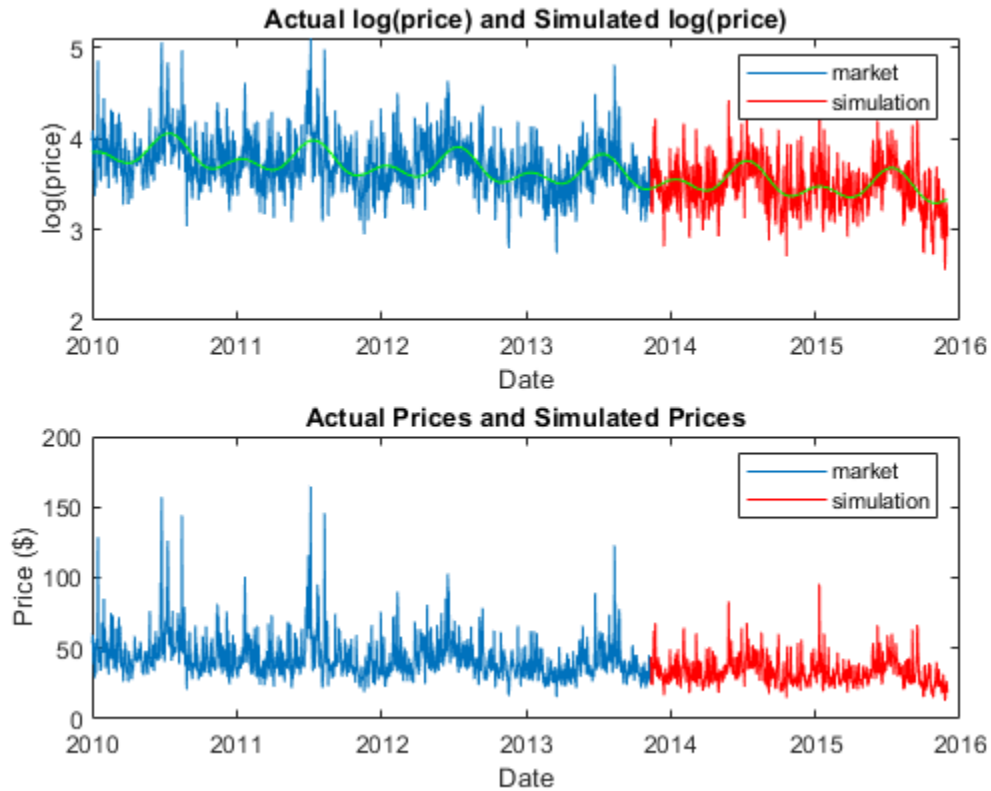 Actual log(price) and Simulated log(price)
log(price)
5
4
3
2
market
simulation
2010 2011 2012 2013 2014 2015 2016
Date
Actual Prices and Simulated Prices
Price ($)
200
150
100
50
0
market
simulation
2010 2011 2012 2013 2014 2015 2016
Date